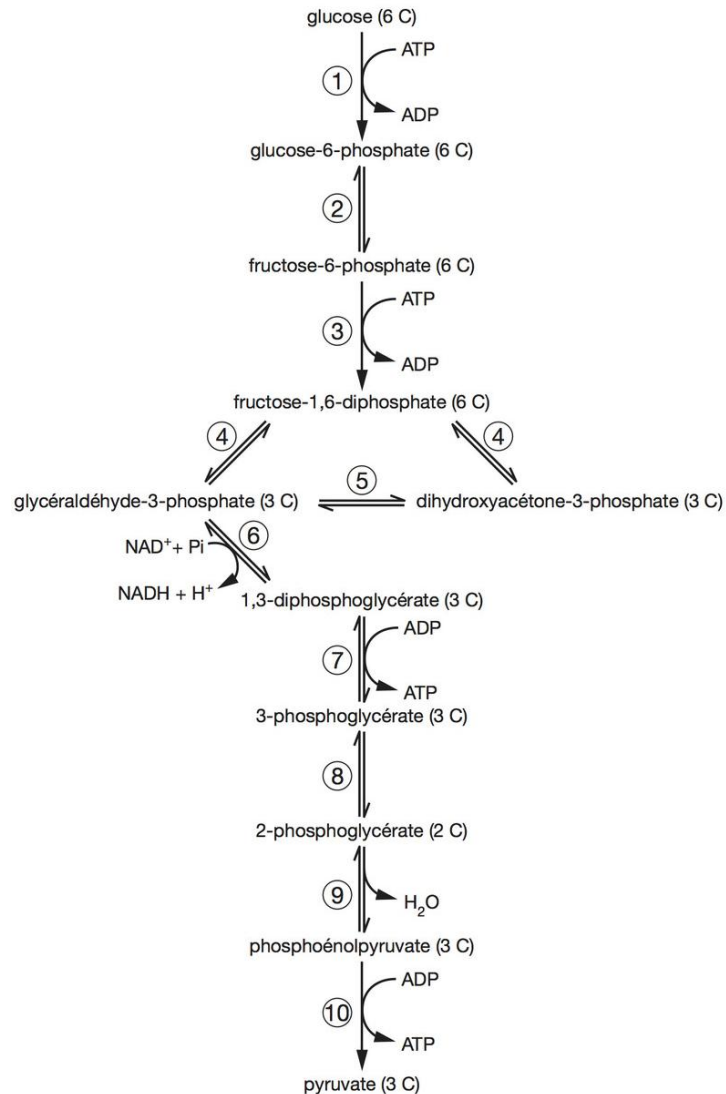 glucose (6 C)
ATP
1
ADP
glucose-6-phosphate (6 C)
2
fructose-6-phosphate (6 C)
ATP
3
ADP
fructose-1,6-diphosphate (6 C)
4
4
5
glycéraldéhyde-3-phosphate (3 C)
dihydroxyacétone-3-phosphate (3 C)
6
NAD⁺+ Pi
NADH + H⁺
1,3-diphosphoglycérate (3 C)
ADP
7
ATP
3-phosphoglycérate (3 C)
8
2-phosphoglycérate (2 C)
9
H₂O
phosphoénolpyruvate (3 C)
ADP
10
ATP
pyruvate (3 C)